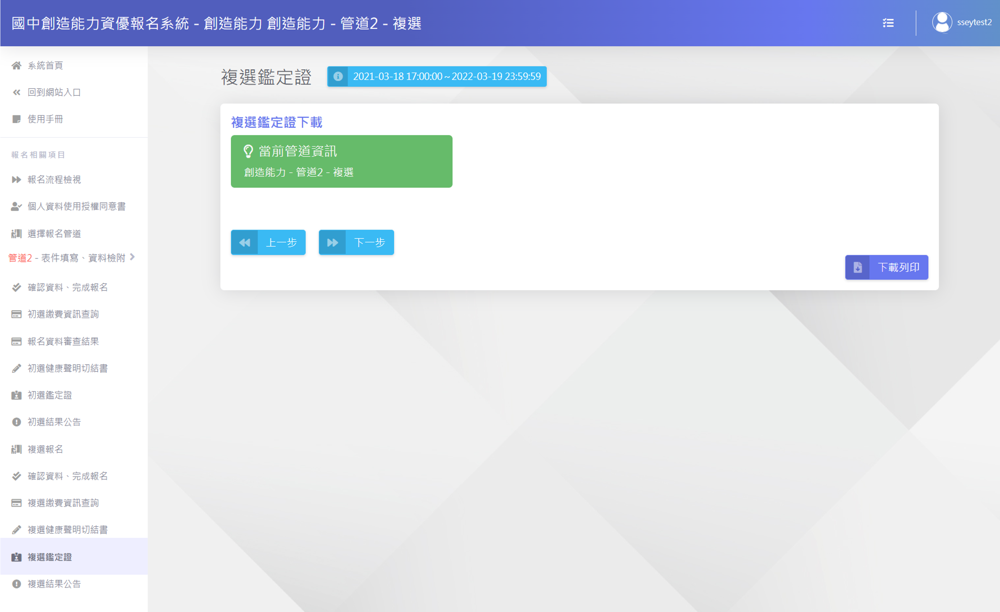 國中創造能力資優報名系統 - 創造能力 創造能力 - 管道2 - 複選
sseytest2
系統首頁
回到網站入口
使用手冊
報名相關項目
報名流程檢視
個人資料使用授權同意書
選擇報名管道
管道2 - 表件填寫、資料檢附
確認資料、完成報名
初選繳費資訊查詢
報名資料審查結果
初選健康聲明切結書
初選鑑定證
初選結果公告
複選報名
確認資料、完成報名
複選繳費資訊查詢
複選健康聲明切結書
複選鑑定證
複選結果公告
複選鑑定證
2021-03-18 17:00:00 ~ 2022-03-19 23:59:59
複選鑑定證下載
當前管道資訊
創造能力 - 管道2 - 複選
上一步
下一步
下載列印